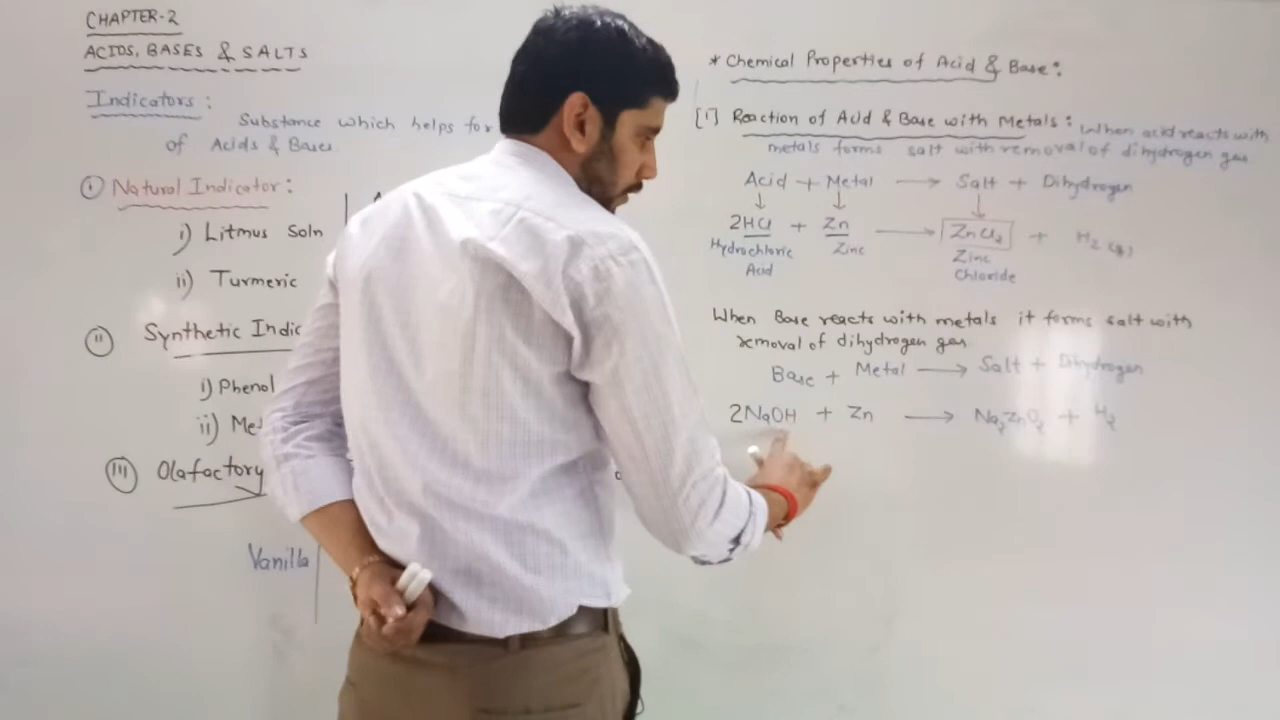 CHAPTER-2
ACIDS, BASES & SALTS
Indicators :
Substance which helps for
of Acids & Bases
(i) Natural Indicator :
i) Litmus Soln
ii) Turmeric
(ii) Synthetic Indic
i) Phenol
ii) Me
(iii) Olafactory
Vanilla
* Chemical Properties of Acid & Base :
[1] Reaction of Acid & Base with Metals : When acid reacts with
metals forms salt with removal of dihydrogen gas
Acid + Metal → Salt + Dihydrogen
↓ ↓ ↓
2HCl + Zn → ZnCl₂ + H₂(g)
Hydrochloric Acid
Zinc
Zinc Chloride
When Base reacts with metals it forms salt with
removal of dihydrogen gas
Base + Metal → Salt + Dihydrogen
2NaOH + Zn → Na₂ZnO₂ + H₂